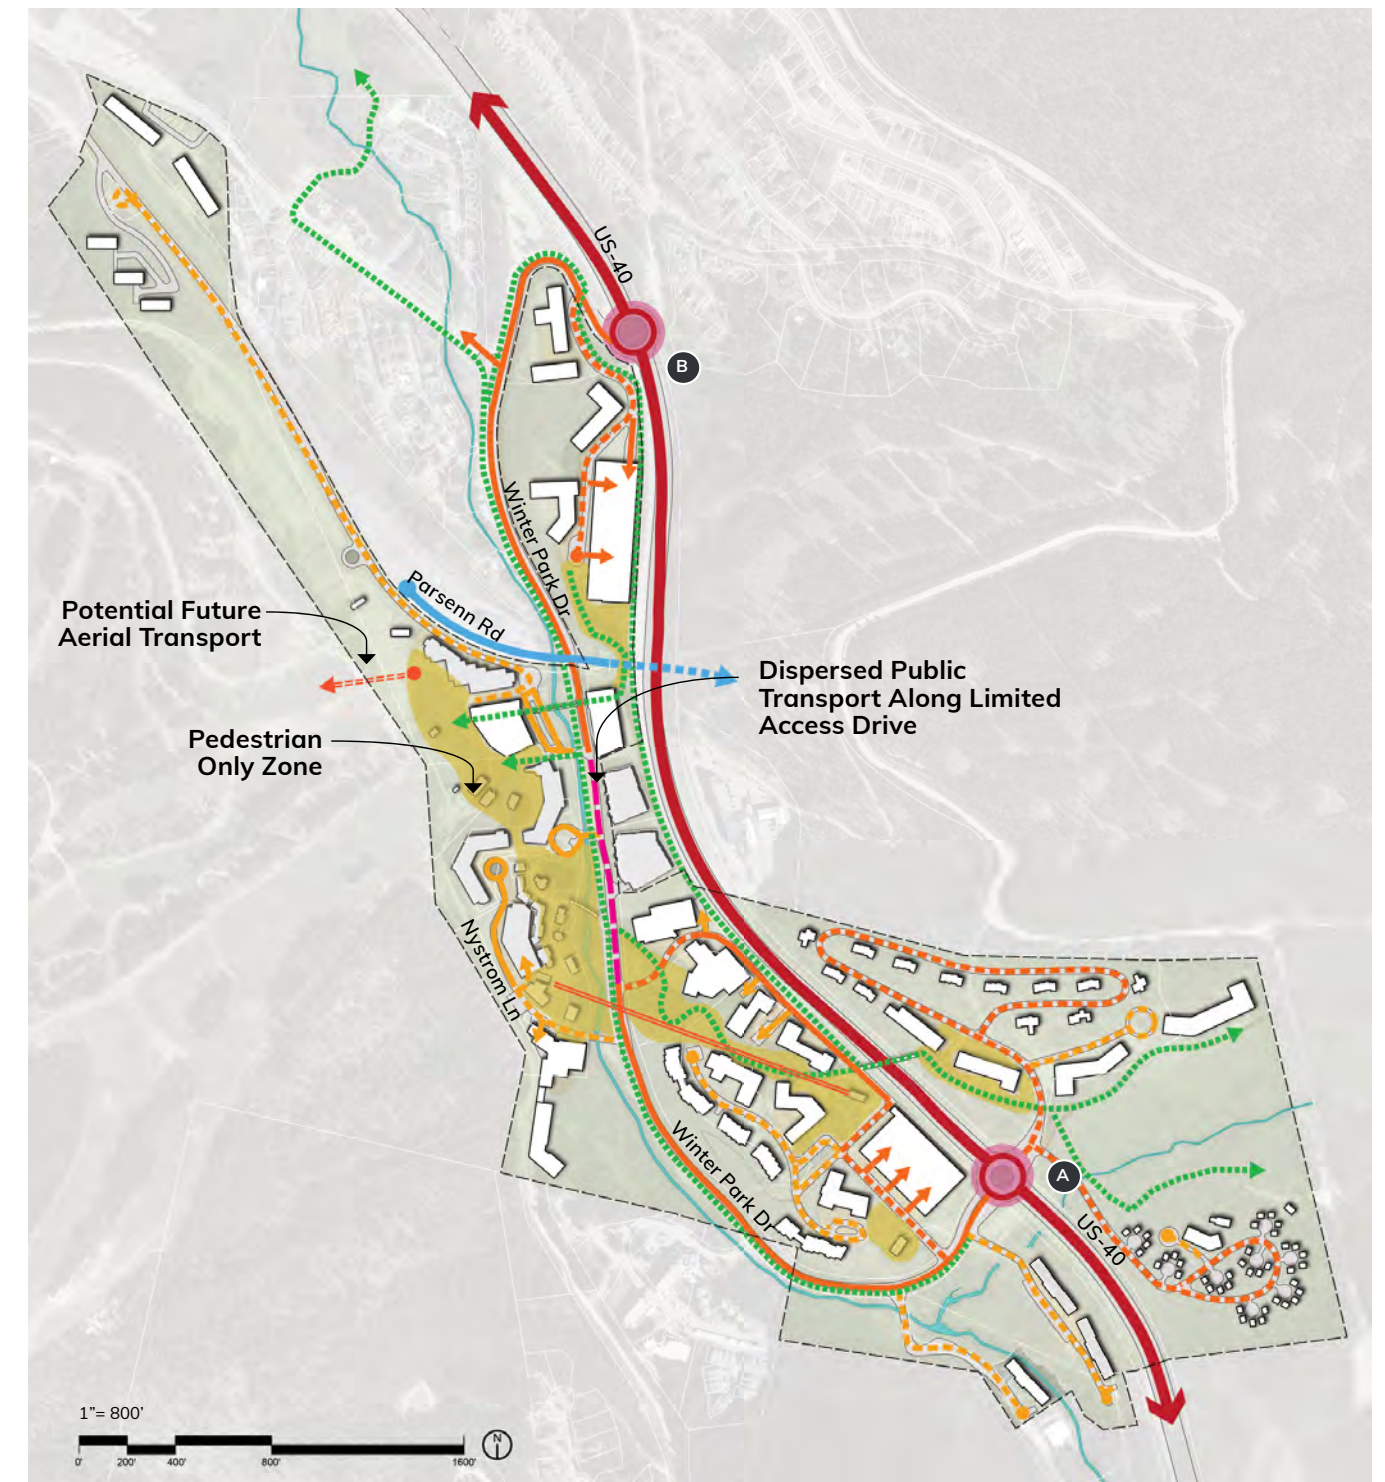 US-40
B
Winter Park Dr
Parsenn Rd
Potential Future
Aerial Transport
Dispersed Public
Transport Along Limited
Access Drive
Pedestrian
Only Zone
Nystrom Ln
Winter Park Dr
A
US-40
1”= 800’
N
0' 200' 400' 800' 1600'